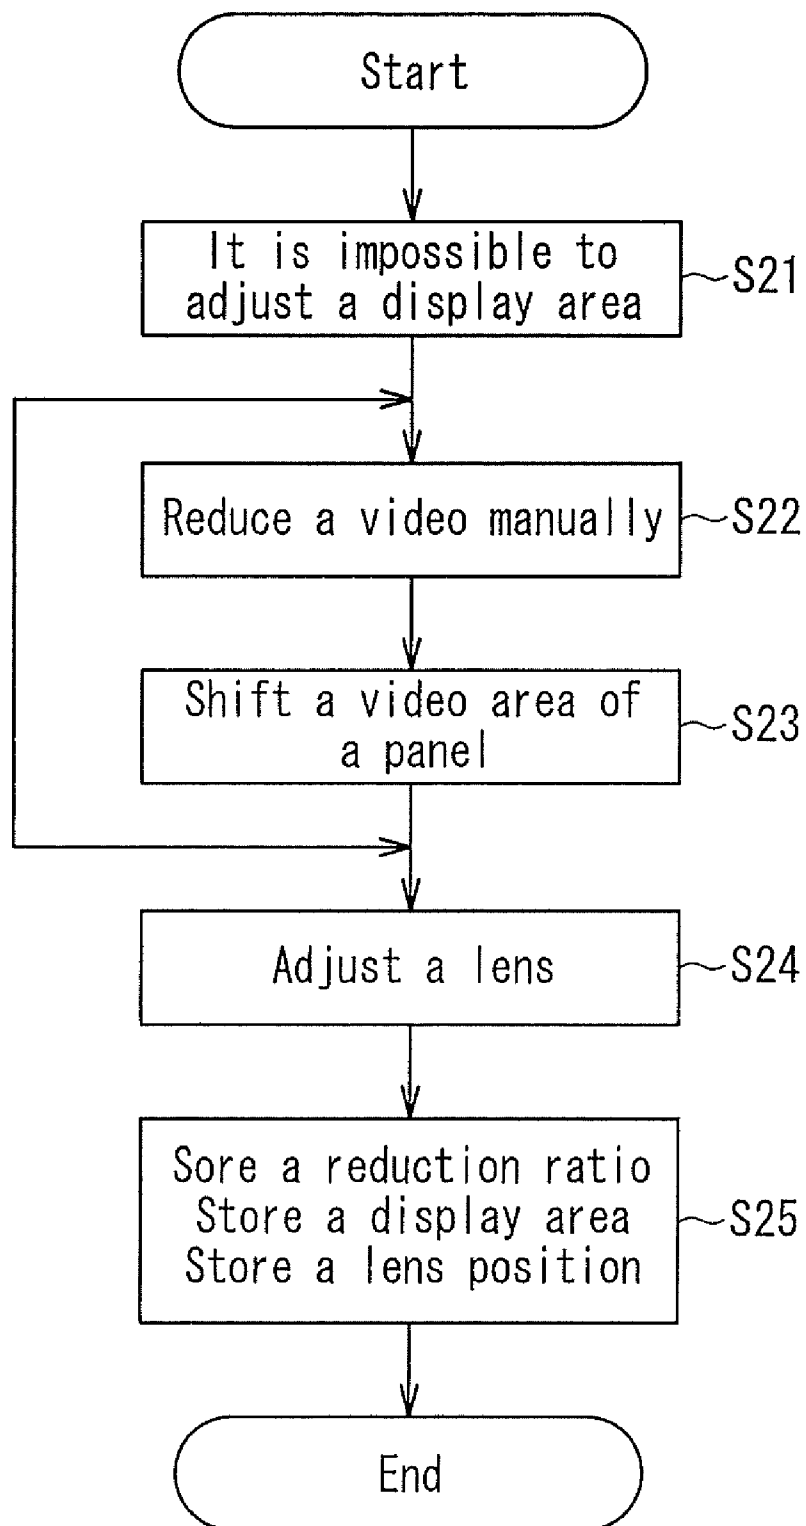 Start
It is impossible to
adjust a display area
S21
Reduce a video manually
S22
Shift a video area of
a panel
S23
Adjust a lens
S24
Sore a reduction ratio
Store a display area
Store a lens position
S25
End